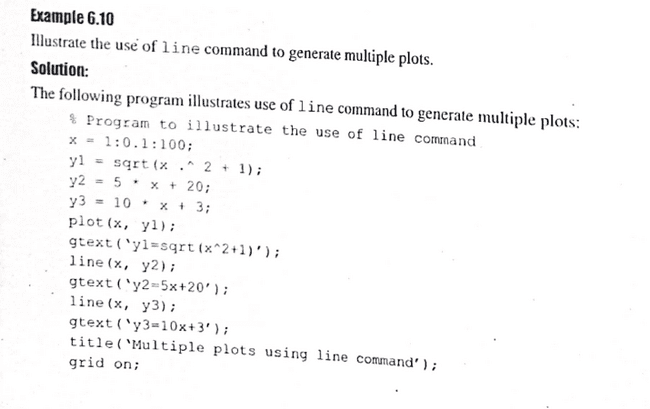 Example 6.10
Illustrate the use of line command to generate multiple plots.
Solution:
The following program illustrates use of line command to generate multiple plots:
% Program to illustrate the use of line command
x = 1:0.1:100;
y1 = sqrt(x .^ 2 + 1);
y2 = 5 * x + 20;
y3 = 10 * x + 3;
plot(x, y1);
gtext(‘y1=sqrt(x^2+1)’);
line(x, y2);
gtext(‘y2=5x+20’);
line(x, y3);
gtext(‘y3=10x+3’);
title(‘Multiple plots using line command’);
grid on;